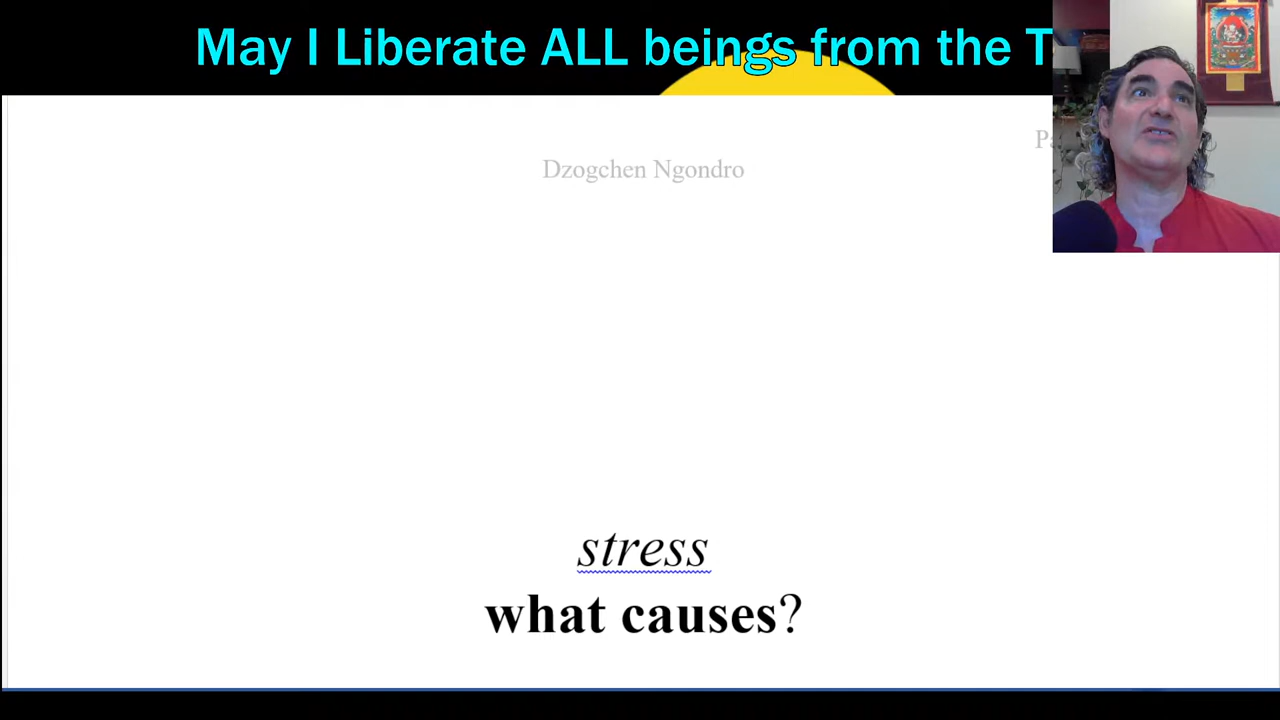 May I Liberate ALL beings from the T
Dzogchen Ngondro
stress
what causes?